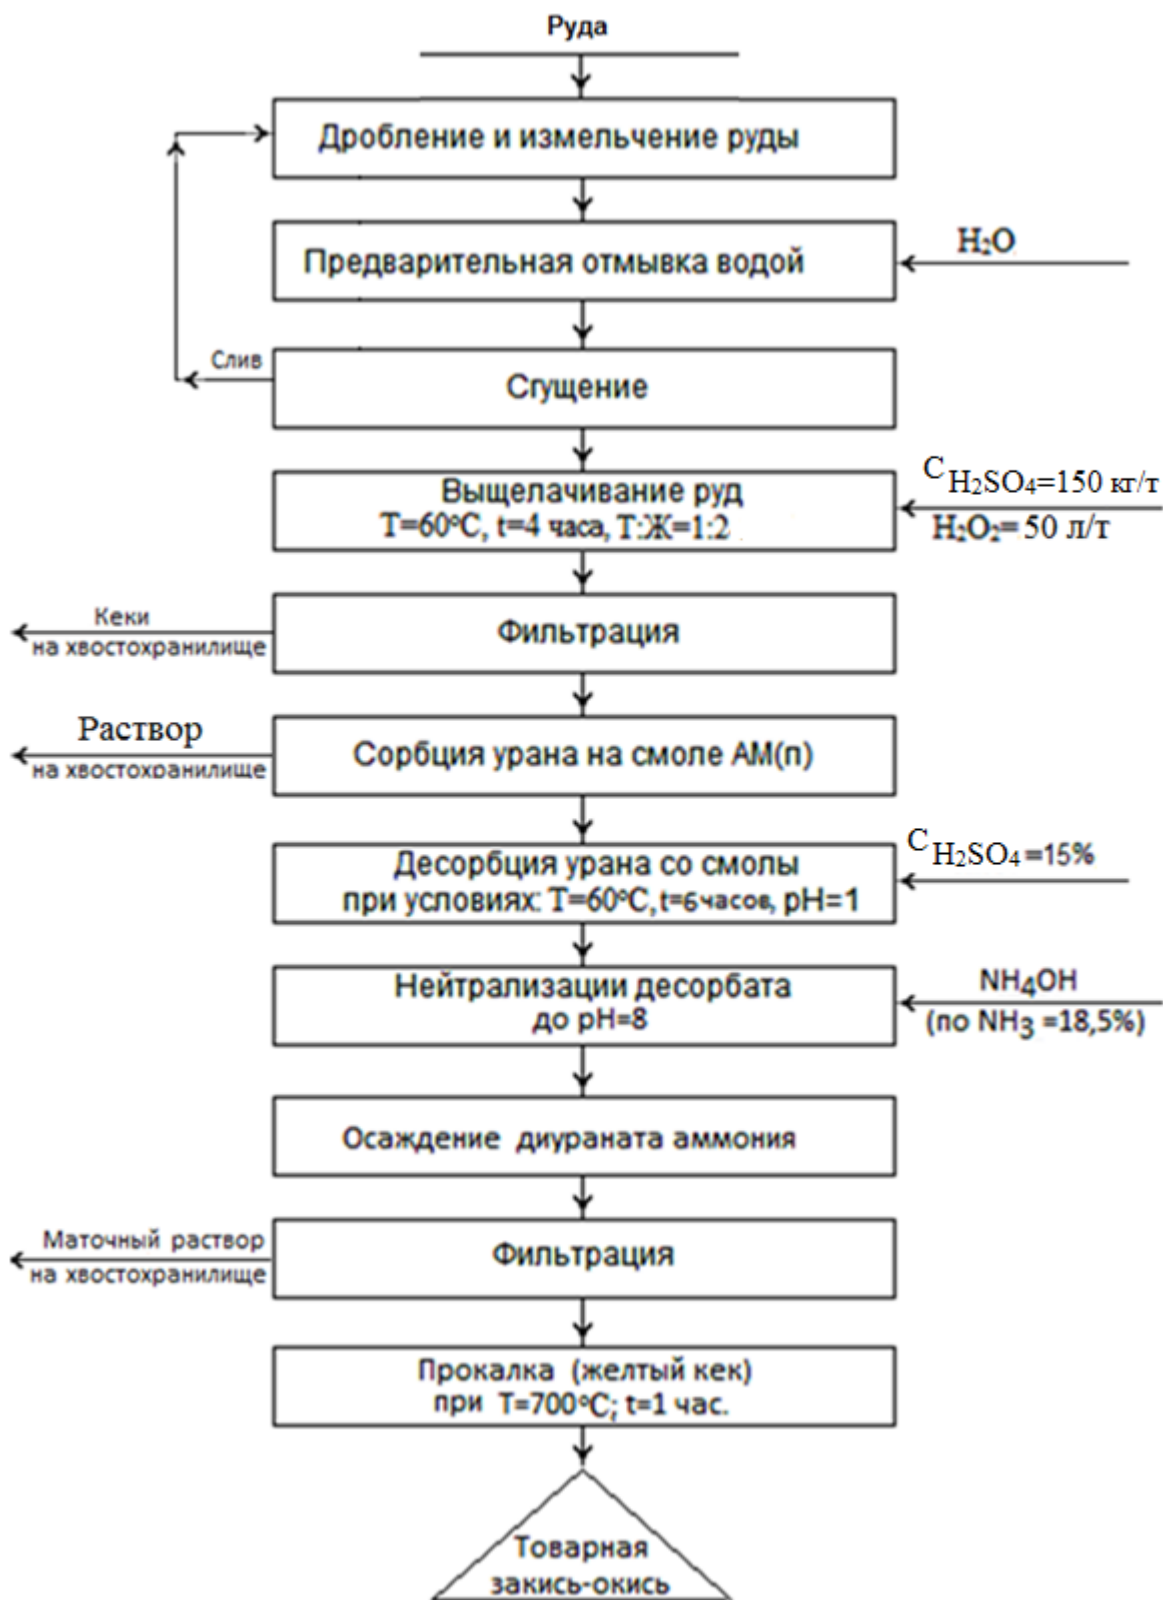 Руда
Дробление и измельчение руды
Предварительная отмывка водой
H₂O
Слив
Сгущение
Выщелачивание руд
T=60°C, t=4 часа, Т:Ж=1:2
C H₂SO₄=150 кг/т
H₂O₂= 50 л/т
Кеки
на хвостохранилище
Фильтрация
Раствор
на хвостохранилище
Сорбция урана на смоле АМ(п)
Десорбция урана со смолы
при условиях: T=60°C, t=6 часов, pH=1
C H₂SO₄ =15%
Нейтрализации десорбата
до pH=8
NH₄OH
(по NH₃ =18,5%)
Осаждение диураната аммония
Маточный раствор
на хвостохранилище
Фильтрация
Прокалка (желтый кек)
при T=700°C; t=1 час.
Товарная
закись-окись